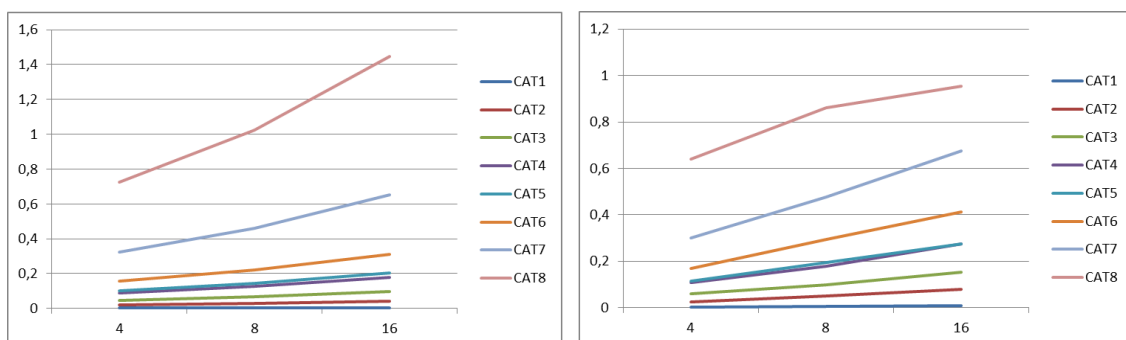 1,6
1,4
1,2
1
0,8
0,6
0,4
0,2
0
4 8 16
CAT1
CAT2
CAT3
CAT4
CAT5
CAT6
CAT7
CAT8
1,2
1
0,8
0,6
0,4
0,2
0
4 8 16
CAT1
CAT2
CAT3
CAT4
CAT5
CAT6
CAT7
CAT8